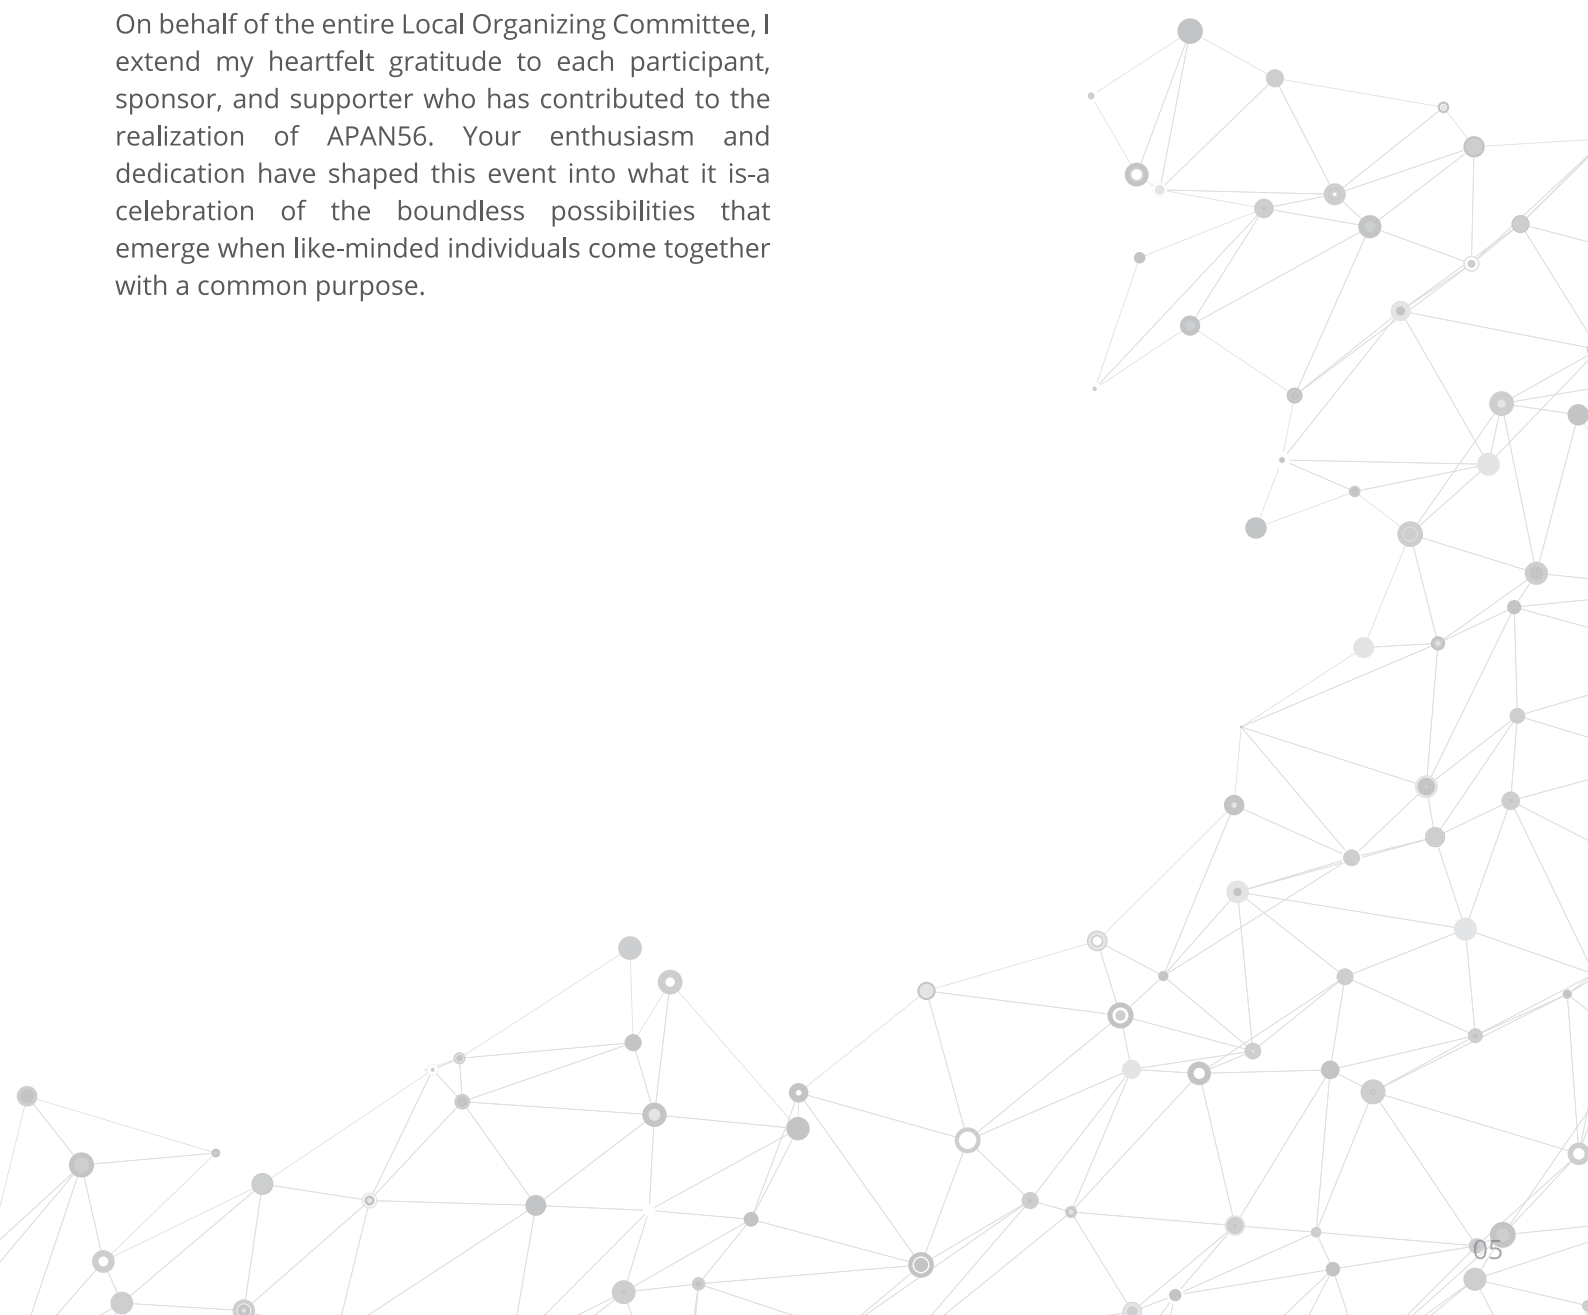 On behalf of the entire Local Organizing Committee, I
extend my heartfelt gratitude to each participant,
sponsor, and supporter who has contributed to the
realization of APAN56. Your enthusiasm and
dedication have shaped this event into what it is-a
celebration of the boundless possibilities that
emerge when like-minded individuals come together
with a common purpose.
05